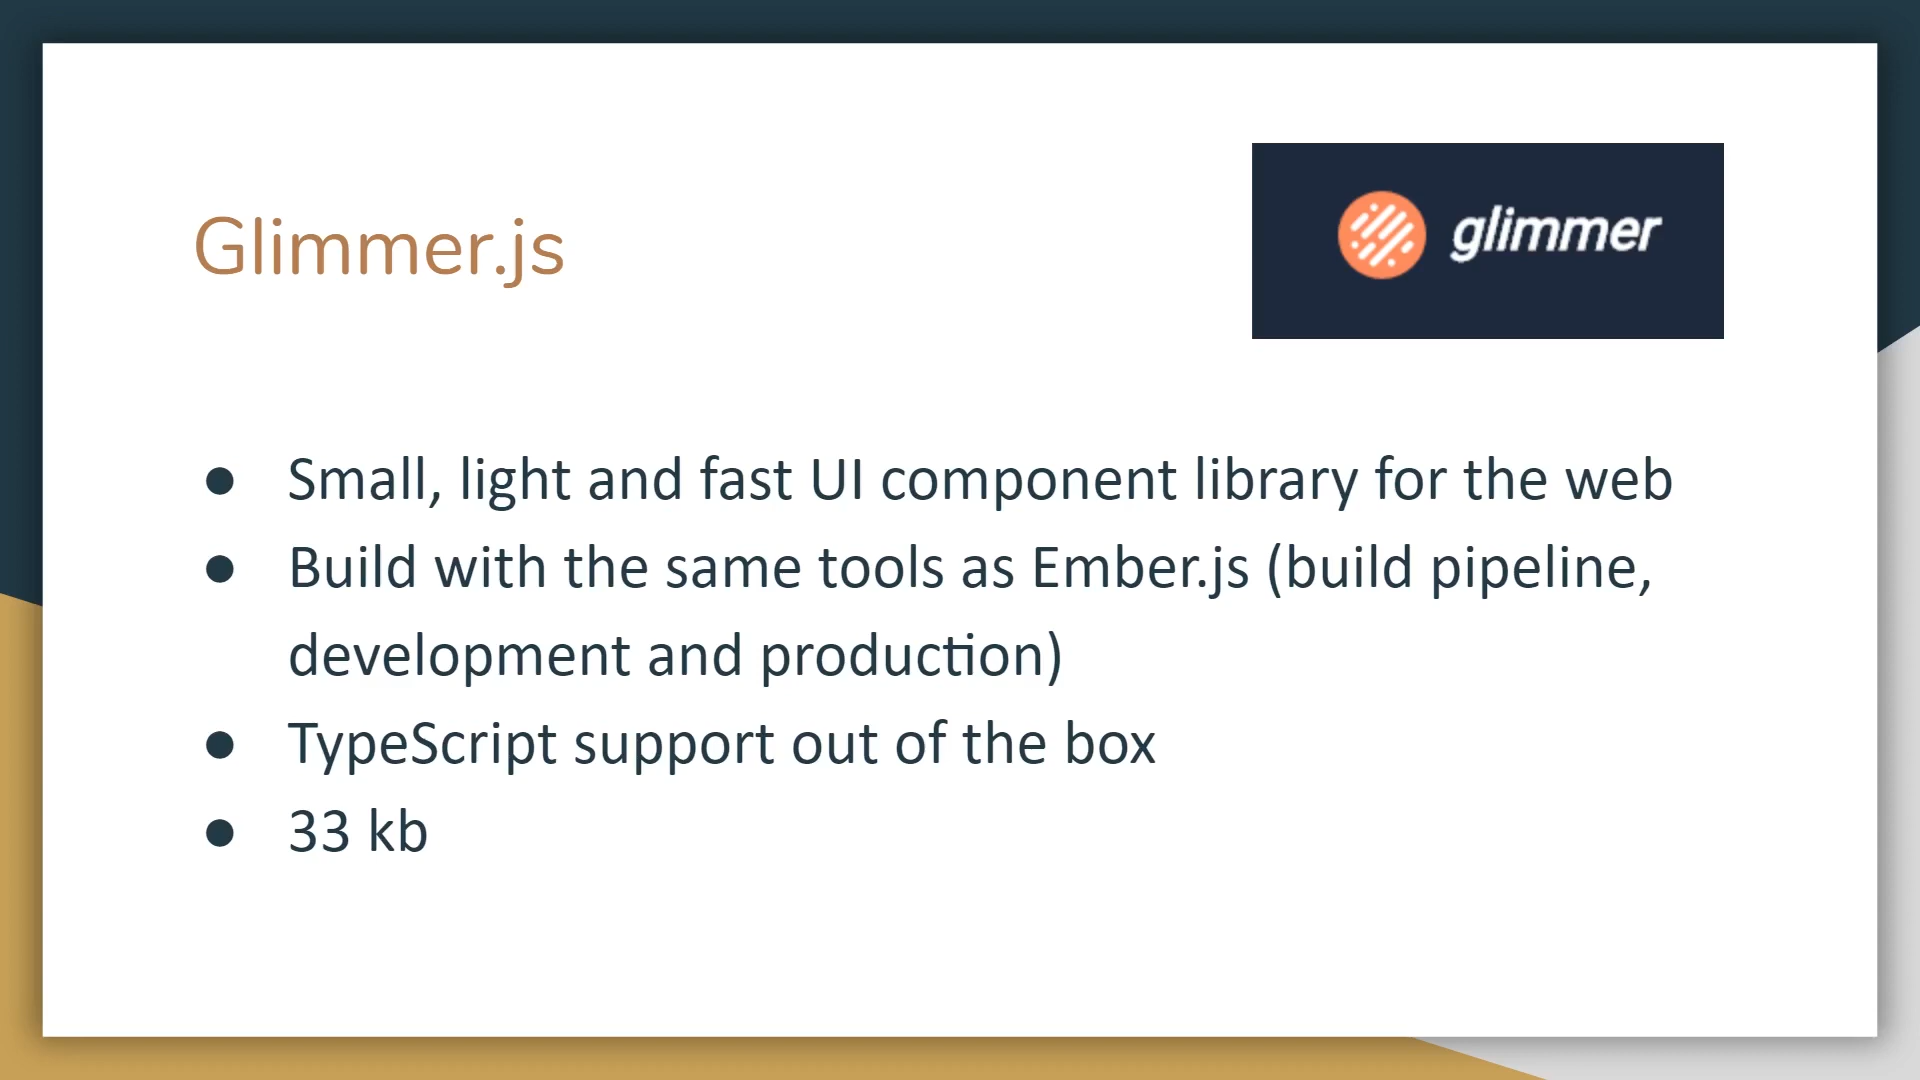 Glimmer.js
glimmer
● Small, light and fast UI component library for the web
● Build with the same tools as Ember.js (build pipeline,
development and production)
● TypeScript support out of the box
● 33 kb